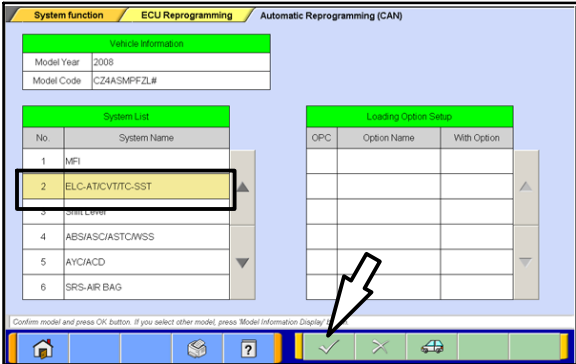 System function
ECU Reprogramming
Automatic Reprogramming (CAN)
Vehicle Information
Model Year 2008
Model Code CZ4ASMPFZL#
System List
No. System Name
1 MFI
2 ELC-AT/CVT/TC-SST
3 Shift Lever
4 ABS/ASC/ASTC/WSS
5 AYC/ACD
6 SRS-AIR BAG
Loading Option Setup
OPC Option Name With Option
Confirm model and press OK button. If you select other model, press 'Model Information Display'
?